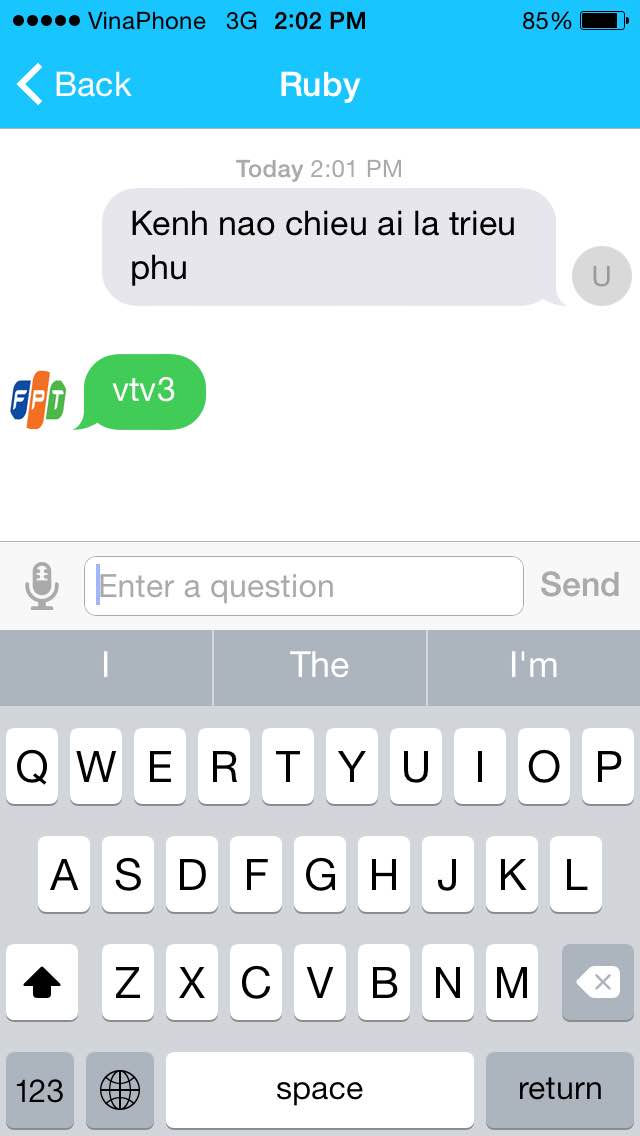 VinaPhone 3G 2:02 PM 85%
Back Ruby
Today 2:01 PM
Kenh nao chieu ai la trieu
phu
U
FPT vtv3
Enter a question Send
I The I'm
Q W E R T Y U I O P
A S D F G H J K L
Z X C V B N M
123 space return